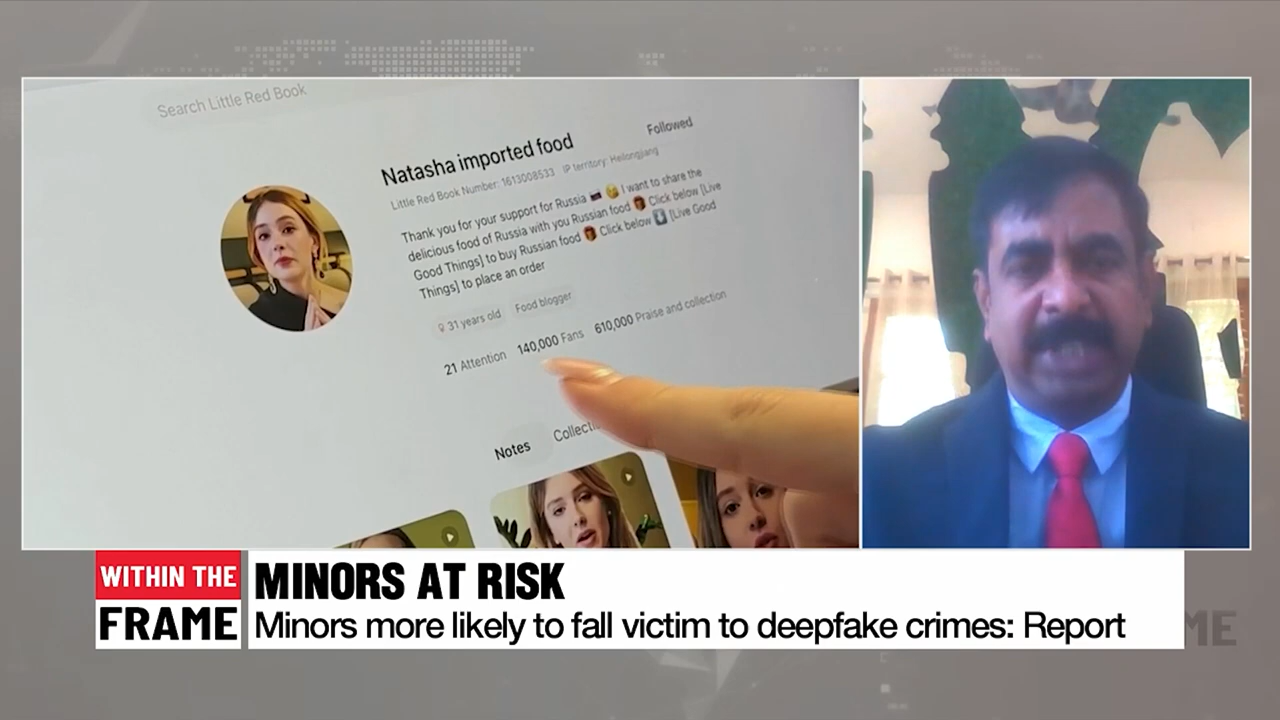 Search Little Red Book
Natasha imported food
Followed
Little Red Book Number: 1613008533 IP territory: Heilongjiang
Thank you for your support for Russia 🇷🇺 😘 I want to share the
delicious food of Russia with you Russian food 🎁 Click below [Live
Good Things] to buy Russian food 🎁 Click below ⬇️ [Live Good
Things] to place an order
♀ 31 years old Food blogger
21 Attention 140,000 Fans 610,000 Praise and collection
Notes
WITHIN THE
FRAME
MINORS AT RISK
Minors more likely to fall victim to deepfake crimes: Report